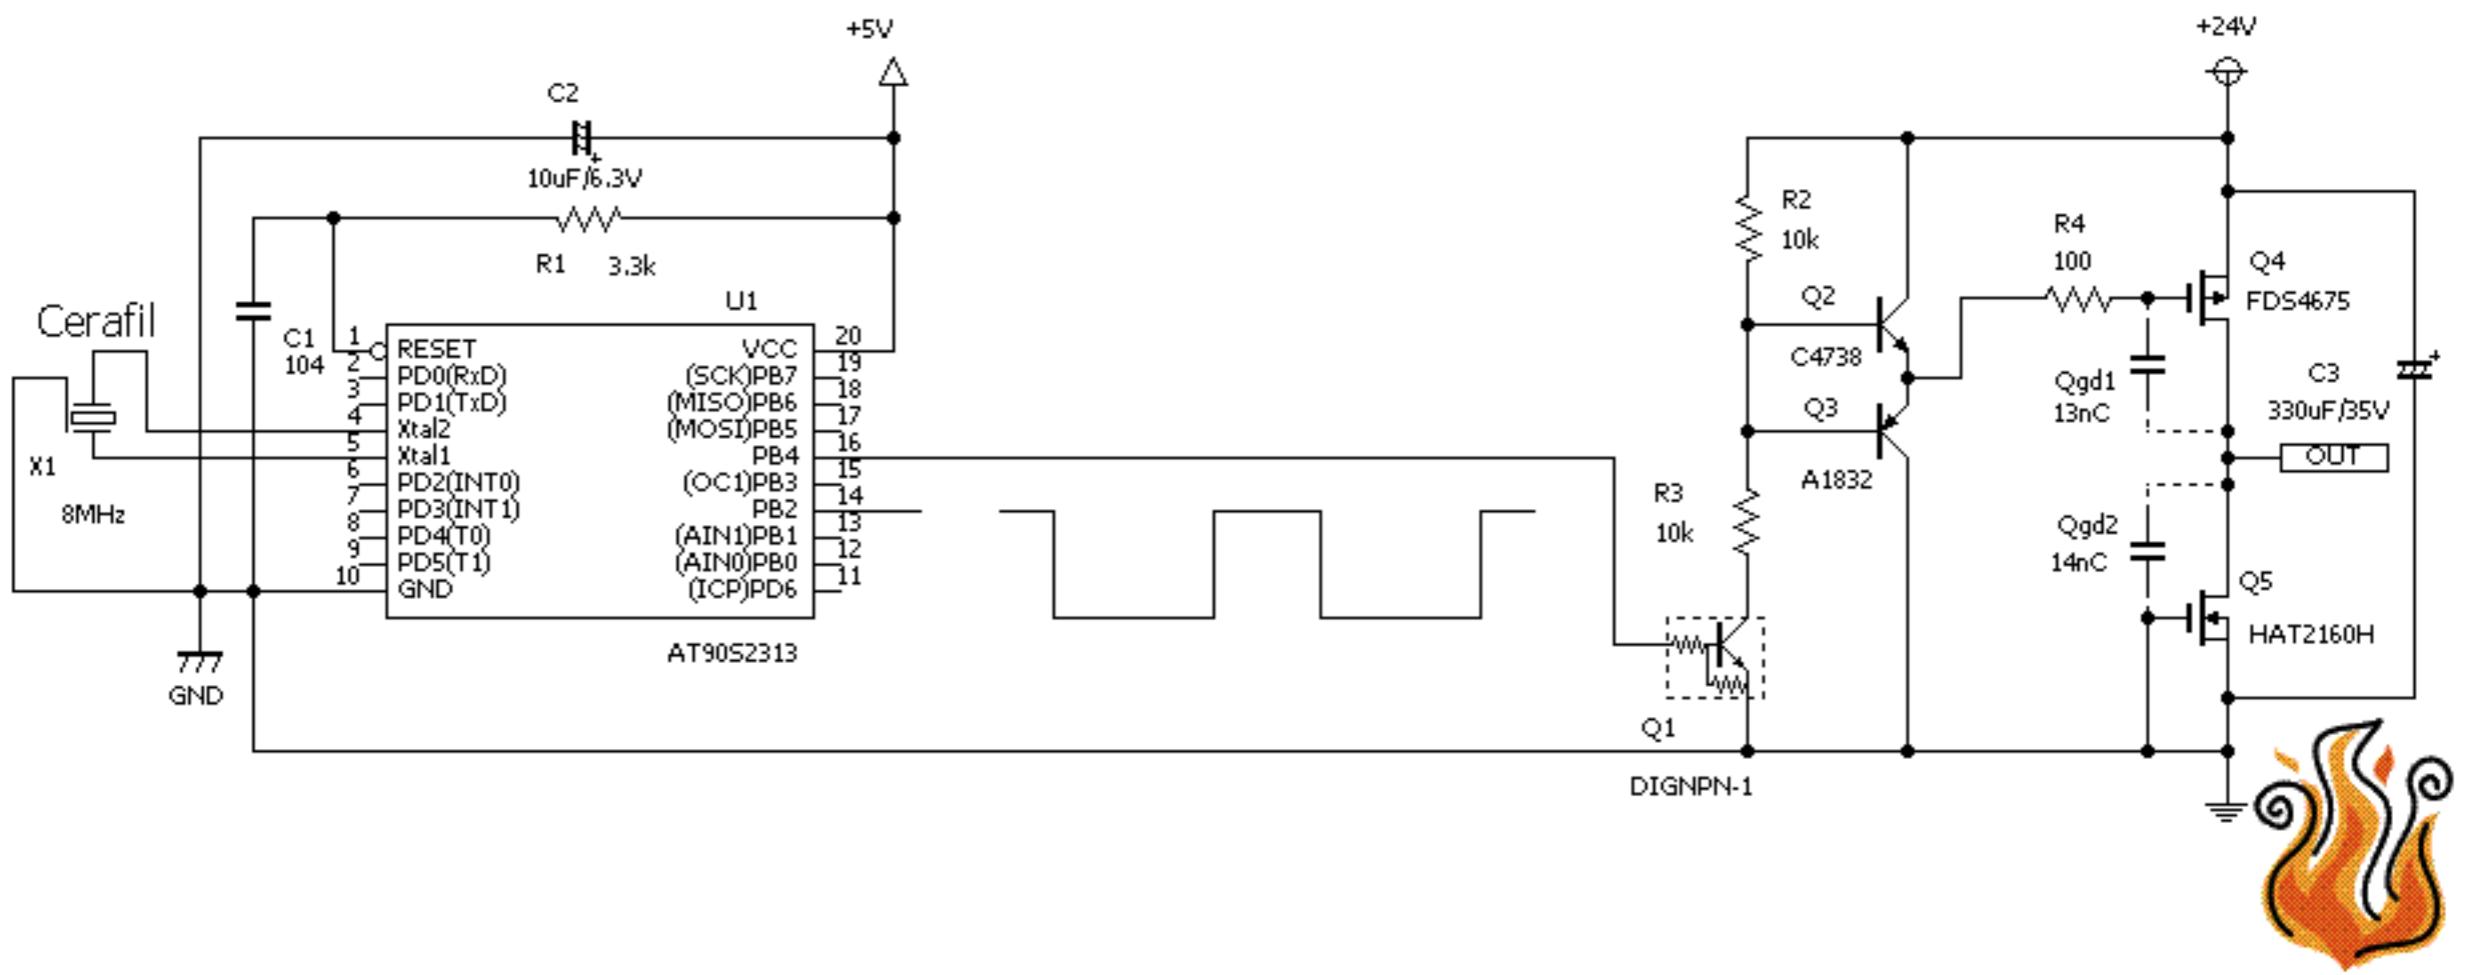 +5V
+24V
C2
10uF/6.3V
R1 3.3k
U1
Cerafil
C1
104
X1
8MHz
1 RESET
2 PD0(RxD)
3 PD1(TxD)
4 Xtal2
5 Xtal1
6 PD2(INT0)
7 PD3(INT1)
8 PD4(T0)
9 PD5(T1)
10 GND
VCC 20
(SCK)PB7 19
(MISO)PB6 18
(MOSI)PB5 17
PB4 16
(OC1)PB3 15
PB2 14
(AIN1)PB1 13
(AIN0)PB0 12
(ICP)PD6 11
AT90S2313
GND
R2
10k
Q2
C4738
Q3
A1832
R3
10k
Q1
DIGNPN-1
R4
100
Q4
FDS4675
Qgd1
13nC
C3
330uF/35V
OUT
Qgd2
14nC
Q5
HAT2160H